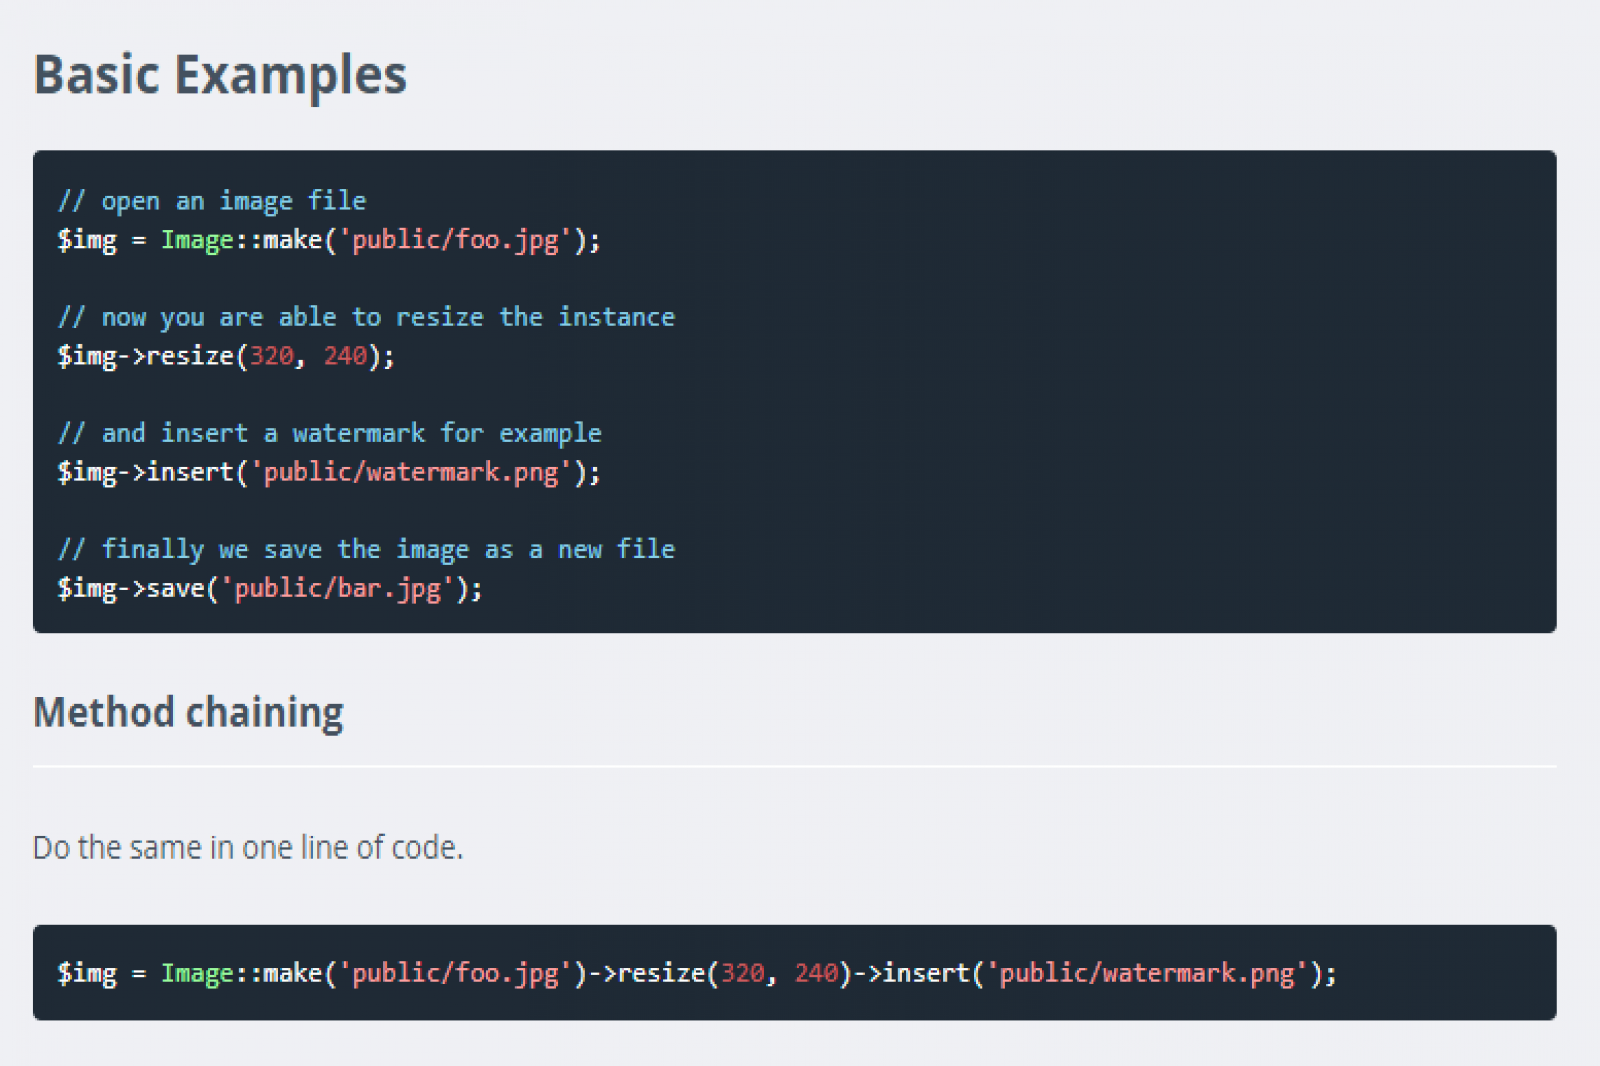 Basic Examples
// open an image file
$img = Image::make('public/foo.jpg');
// now you are able to resize the instance
$img->resize(320, 240);
// and insert a watermark for example
$img->insert('public/watermark.png');
// finally we save the image as a new file
$img->save('public/bar.jpg');
Method chaining
Do the same in one line of code.
$img = Image::make('public/foo.jpg')->resize(320, 240)->insert('public/watermark.png');